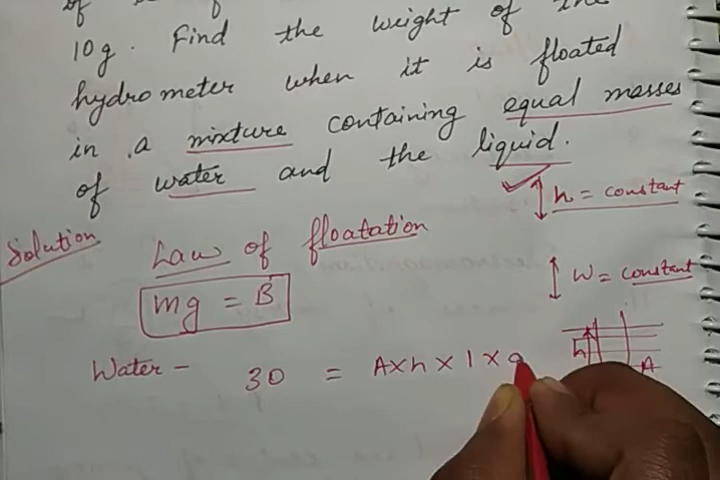 of
10g. Find the weight of the
hydrometer when it is floated
in a mixture containing equal masses
of water and the liquid.
h = constant
Solution
Law of floatation
W = constant
mg = B
h
A
Water - 30 = A × h × 1 × g